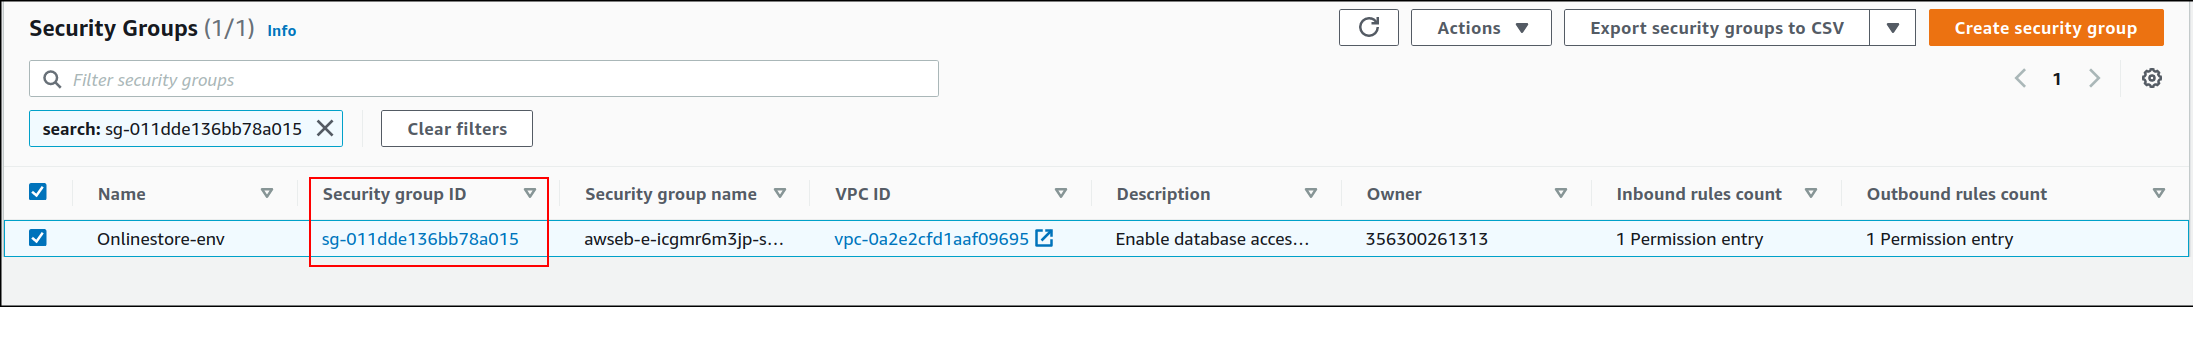 Security Groups (1/1) Info
Actions
Export security groups to CSV
Create security group
Filter security groups
1
search: sg-011dde136bb78a015
Clear filters
Name Security group ID Security group name VPC ID Description Owner Inbound rules count Outbound rules count
Onlinestore-env sg-011dde136bb78a015 awseb-e-icgmr6m3jp-s... vpc-0a2e2cfd1aaf09695 Enable database acces... 356300261313 1 Permission entry 1 Permission entry